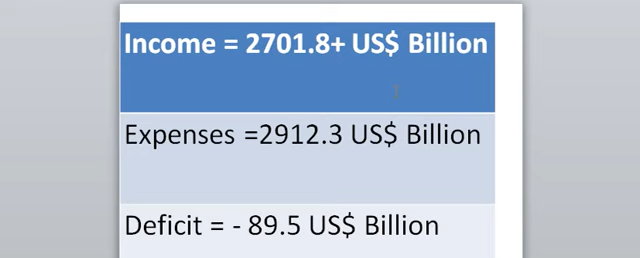 Income = 2701.8+ US$ Billion
Expenses =2912.3 US$ Billion
Deficit = - 89.5 US$ Billion